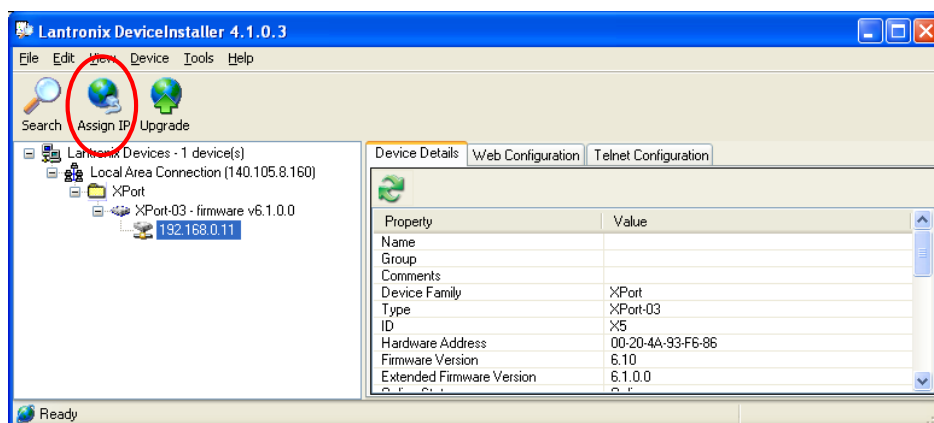 Lantronix DeviceInstaller 4.1.0.3
File Edit View Device Tools Help
Search Assign IP Upgrade
Lantronix Devices - 1 device(s)
Local Area Connection (140.105.8.160)
XPort
XPort-03 - firmware v6.1.0.0
192.168.0.11
Device Details Web Configuration Telnet Configuration
Property Value
Name
Group
Comments
Device Family XPort
Type XPort-03
ID X5
Hardware Address 00-20-4A-93-F6-86
Firmware Version 6.10
Extended Firmware Version 6.1.0.0
Ready